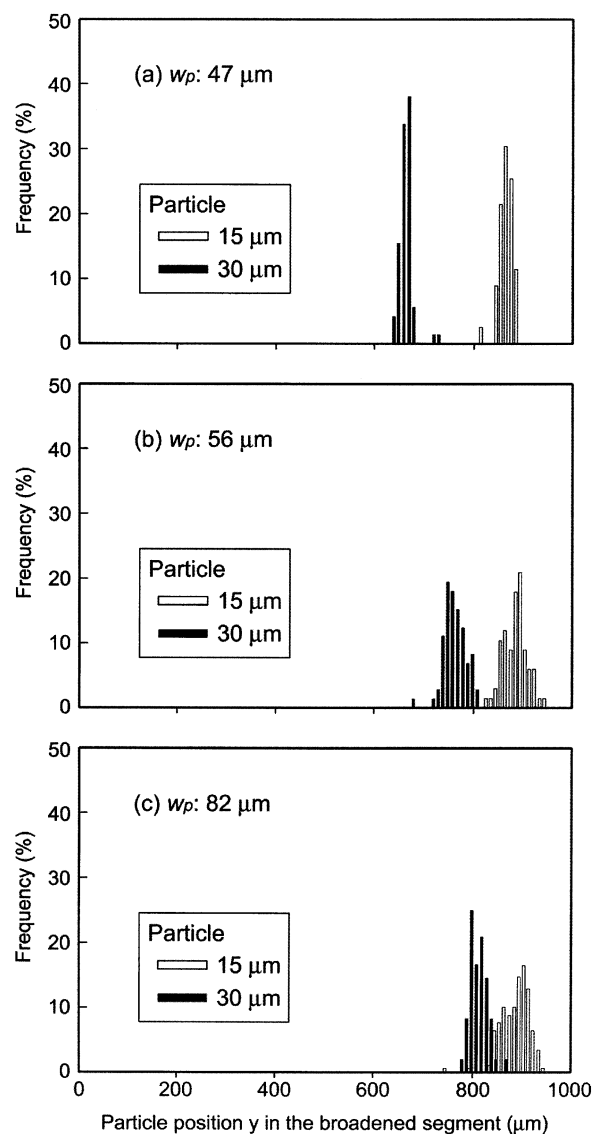 50
(a) wp: 47 μm
40
Frequency (%)
30
Particle
15 μm
20
30 μm
10
0
50
(b) wp: 56 μm
40
Frequency (%)
30
Particle
15 μm
20
30 μm
10
0
50
(c) wp: 82 μm
40
Frequency (%)
30
Particle
15 μm
20
30 μm
10
0
0 200 400 600 800 1000
Particle position y in the broadened segment (μm)